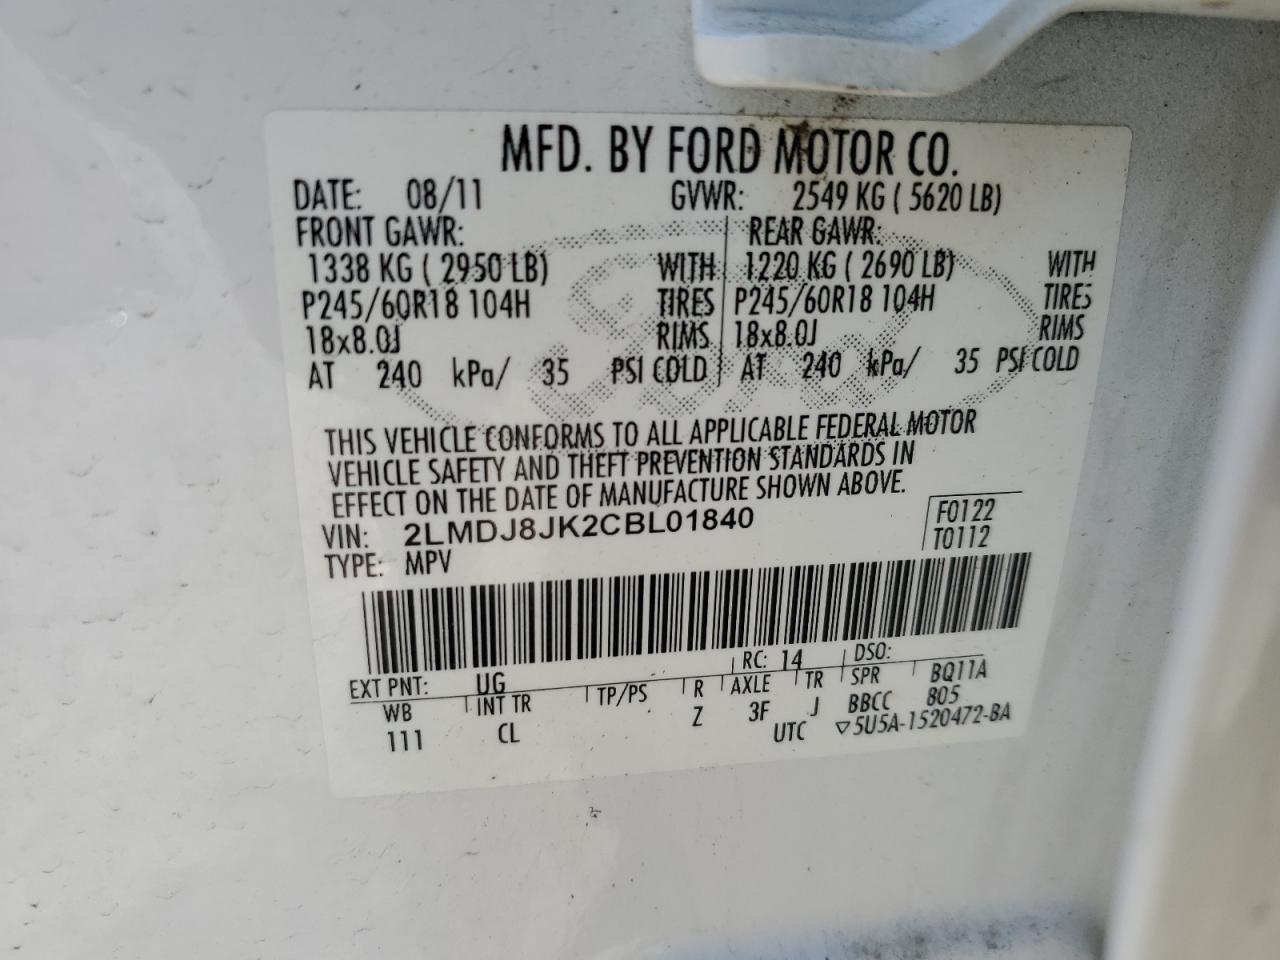 MFD. BY FORD MOTOR CO.
DATE: 08/11 GVWR: 2549 KG ( 5620 LB)
FRONT GAWR: REAR GAWR:
1338 KG ( 2950 LB) WITH 1220 KG ( 2690 LB) WITH
P245/60R18 104H TIRES P245/60R18 104H TIRES
18x8.0J RIMS 18x8.0J RIMS
AT 240 kPa/ 35 PSI COLD AT 240 kPa/ 35 PSI COLD
THIS VEHICLE CONFORMS TO ALL APPLICABLE FEDERAL MOTOR
VEHICLE SAFETY AND THEFT PREVENTION STANDARDS IN
EFFECT ON THE DATE OF MANUFACTURE SHOWN ABOVE.
VIN: 2LMDJ8JK2CBL01840 F0122
TYPE: MPV T0112
EXT PNT: UG RC: 14 DSO:
WB INT TR TP/PS R AXLE TR SPR BQ11A
111 CL Z 3F J BBCC 805
UTC ▽5U5A-1520472-BA
Ford